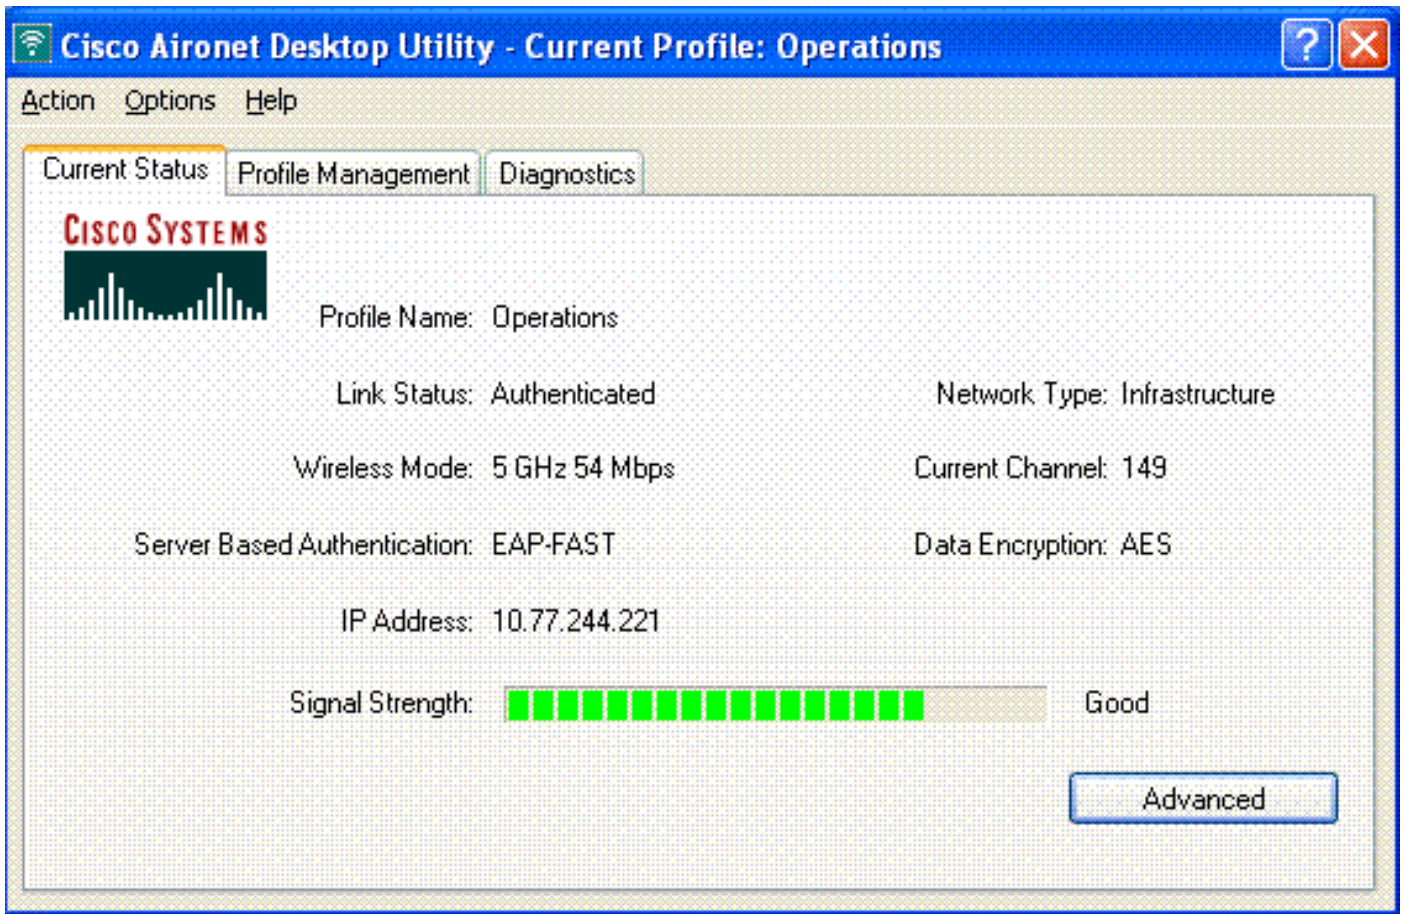 Cisco Aironet Desktop Utility - Current Profile: Operations
Action Options Help
Current Status Profile Management Diagnostics
CISCO SYSTEMS
Profile Name: Operations
Link Status: Authenticated Network Type: Infrastructure
Wireless Mode: 5 GHz 54 Mbps Current Channel: 149
Server Based Authentication: EAP-FAST Data Encryption: AES
IP Address: 10.77.244.221
Signal Strength: Good
Advanced